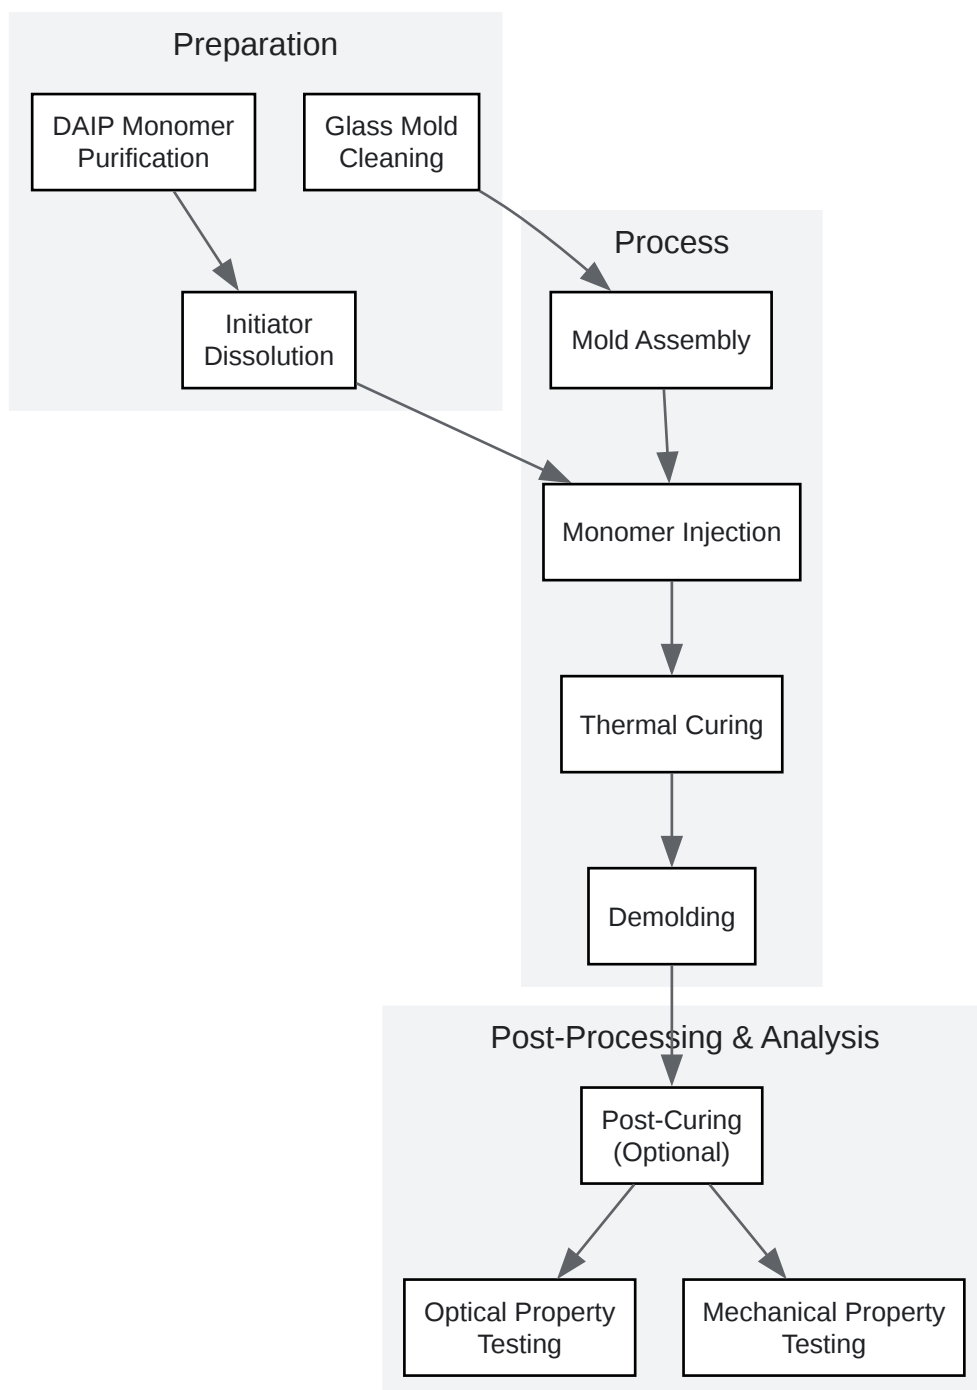 Preparation
DAIP Monomer
Purification
Glass Mold
Cleaning
Initiator
Dissolution
Process
Mold Assembly
Monomer Injection
Thermal Curing
Demolding
Post-Processing & Analysis
Post-Curing
(Optional)
Optical Property
Testing
Mechanical Property
Testing